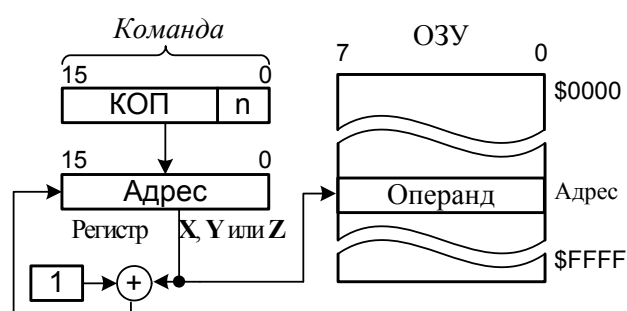 Команда
15 0
КОП n
15 0
Адрес
Регистр X, Y или Z
1 +
ОЗУ
7 0
$0000
Операнд Адрес
$FFFF